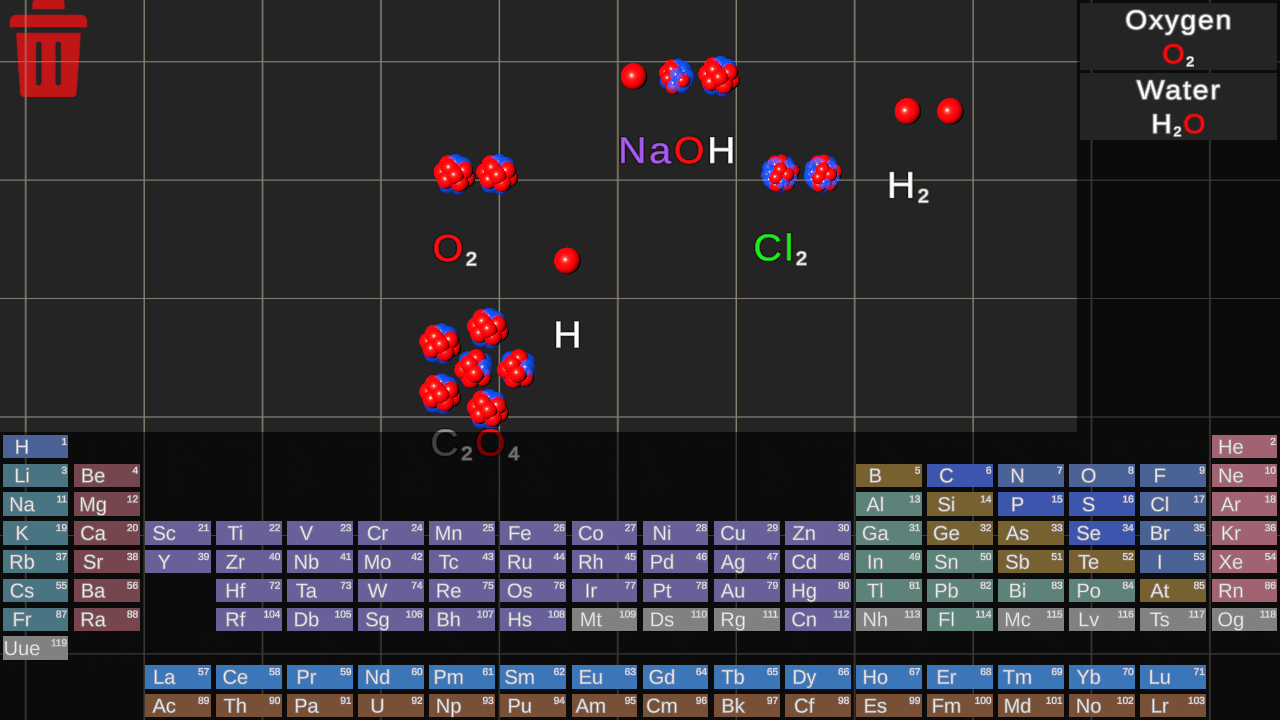 Oxygen
O₂
Water
H₂O
NaOH
H₂
O₂
Cl₂
H
C₂O₄
H 1 He 2
Li 3 Be 4 B 5 C 6 N 7 O 8 F 9 Ne 10
Na 11 Mg 12 Al 13 Si 14 P 15 S 16 Cl 17 Ar 18
K 19 Ca 20 Sc 21 Ti 22 V 23 Cr 24 Mn 25 Fe 26 Co 27 Ni 28 Cu 29 Zn 30 Ga 31 Ge 32 As 33 Se 34 Br 35 Kr 36
Rb 37 Sr 38 Y 39 Zr 40 Nb 41 Mo 42 Tc 43 Ru 44 Rh 45 Pd 46 Ag 47 Cd 48 In 49 Sn 50 Sb 51 Te 52 I 53 Xe 54
Cs 55 Ba 56 Hf 72 Ta 73 W 74 Re 75 Os 76 Ir 77 Pt 78 Au 79 Hg 80 Tl 81 Pb 82 Bi 83 Po 84 At 85 Rn 86
Fr 87 Ra 88 Rf 104 Db 105 Sg 106 Bh 107 Hs 108 Mt 109 Ds 110 Rg 111 Cn 112 Nh 113 Fl 114 Mc 115 Lv 116 Ts 117 Og 118
Uue 119
La 57 Ce 58 Pr 59 Nd 60 Pm 61 Sm 62 Eu 63 Gd 64 Tb 65 Dy 66 Ho 67 Er 68 Tm 69 Yb 70 Lu 71
Ac 89 Th 90 Pa 91 U 92 Np 93 Pu 94 Am 95 Cm 96 Bk 97 Cf 98 Es 99 Fm 100 Md 101 No 102 Lr 103